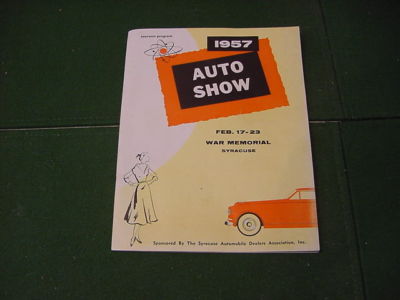 souvenir program
1957
AUTO
SHOW
FEB. 17-23
WAR MEMORIAL
SYRACUSE
Sponsored By The Syracuse Automobile Dealers Association, Inc.